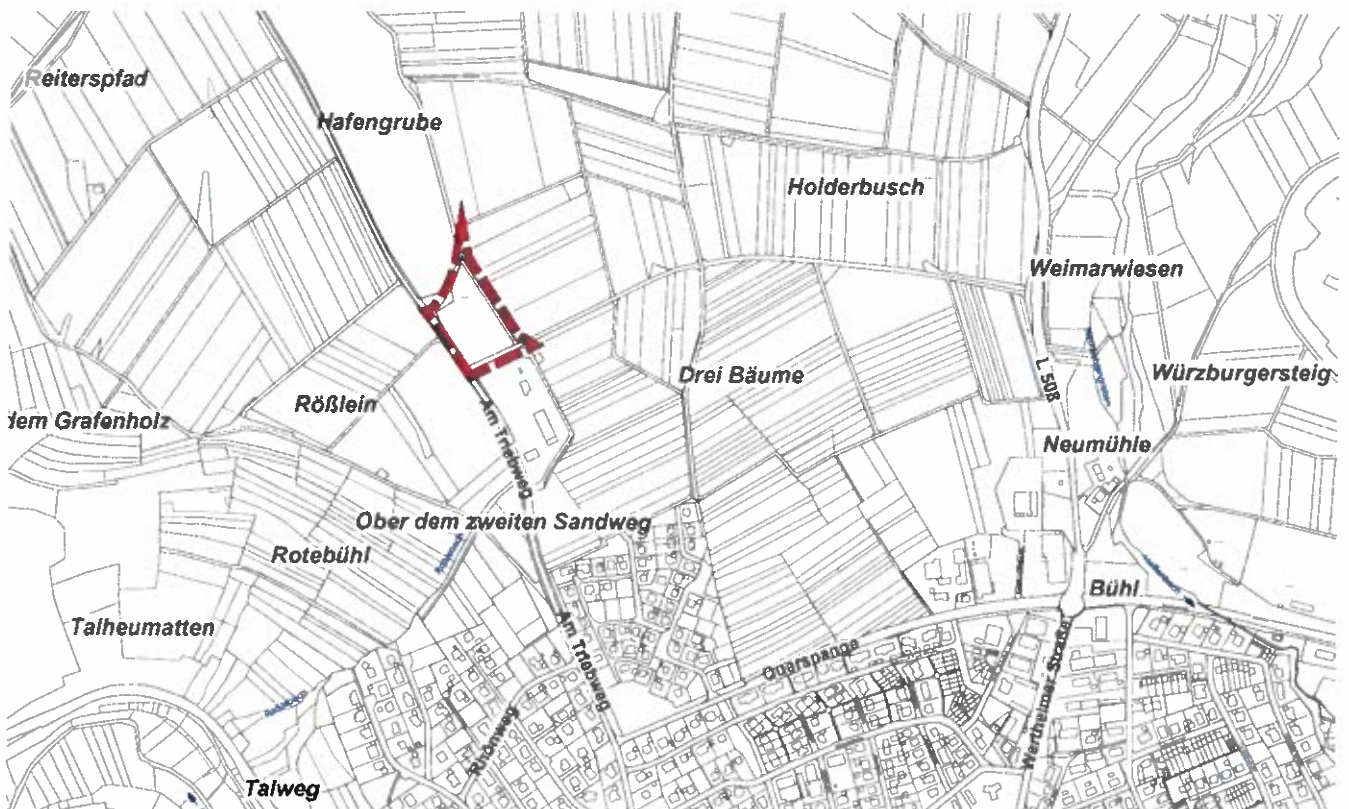 Reiterspfad
Hafengrube
Holderbusch
Weimarwiesen
Drei Bäume
Würzburgersteig
Rößlein
L 508
dem Grafenholz
Am Triebweg
Neumühle
Ober dem zweiten Sandweg
Rotebühl
Bühl
Talheumatten
Am Triebweg
Querspange
Wertheimer Straße
Rhönweg
Talweg